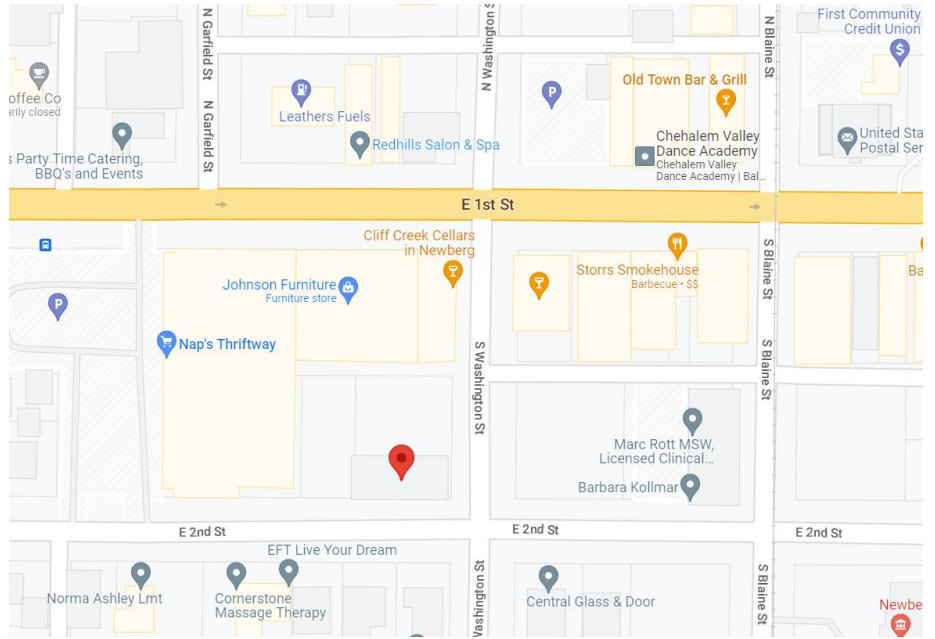 First Community
Credit Union
N Garfield St
N Garfield St
N Washington S
N Blaine St
offee Co
arily closed
Leathers Fuels
P
Old Town Bar & Grill
Redhills Salon & Spa
Chehalem Valley
Dance Academy
Chehalem Valley
Dance Academy | Bal...
United Sta
Postal Ser
s Party Time Catering,
BBQ's and Events
E 1st St
Cliff Creek Cellars
in Newberg
Storrs Smokehouse
Barbecue • $$
Ba
S Blaine St
Johnson Furniture
Furniture store
P
Nap's Thriftway
S Washington St
S Blaine St
Marc Rott MSW,
Licensed Clinical...
Barbara Kollmar
E 2nd St
E 2nd St
E 2nd St
EFT Live Your Dream
Norma Ashley Lmt
Cornerstone
Massage Therapy
Washington St
Central Glass & Door
S Blaine St
Newbe